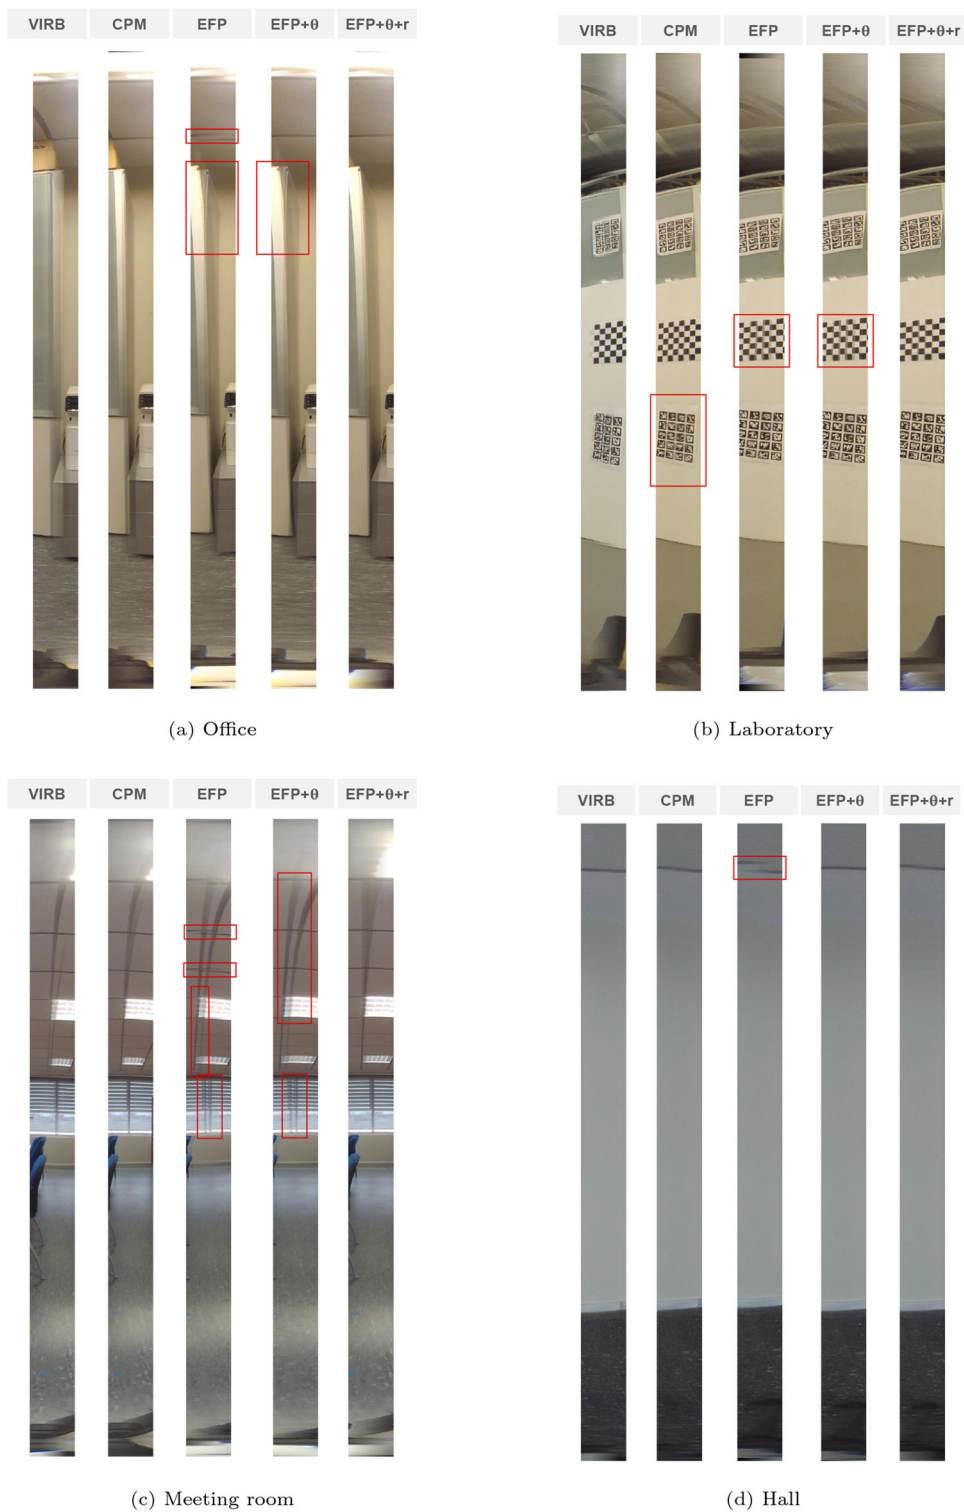 VIRB CPM EFP EFP+θ EFP+θ+r
(a) Office
VIRB CPM EFP EFP+θ EFP+θ+r
(b) Laboratory
VIRB CPM EFP EFP+θ EFP+θ+r
(c) Meeting room
VIRB CPM EFP EFP+θ EFP+θ+r
(d) Hall